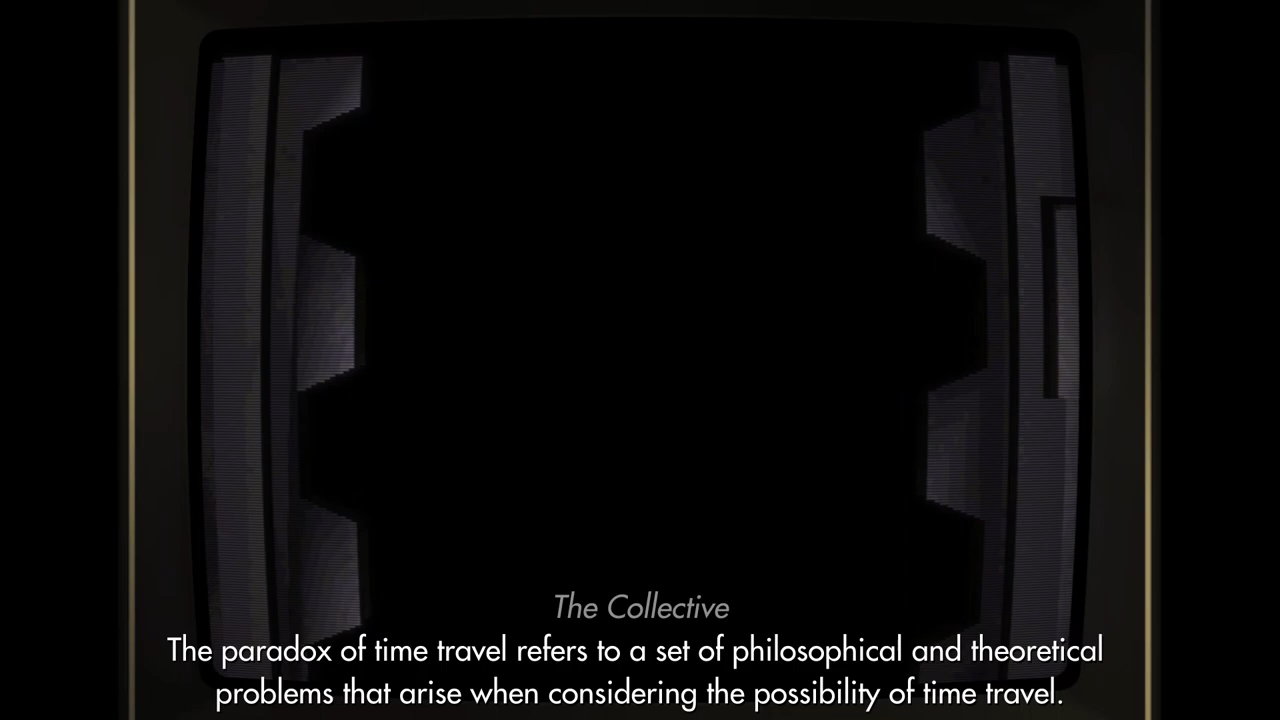 The Collective
The paradox of time travel refers to a set of philosophical and theoretical
problems that arise when considering the possibility of time travel.